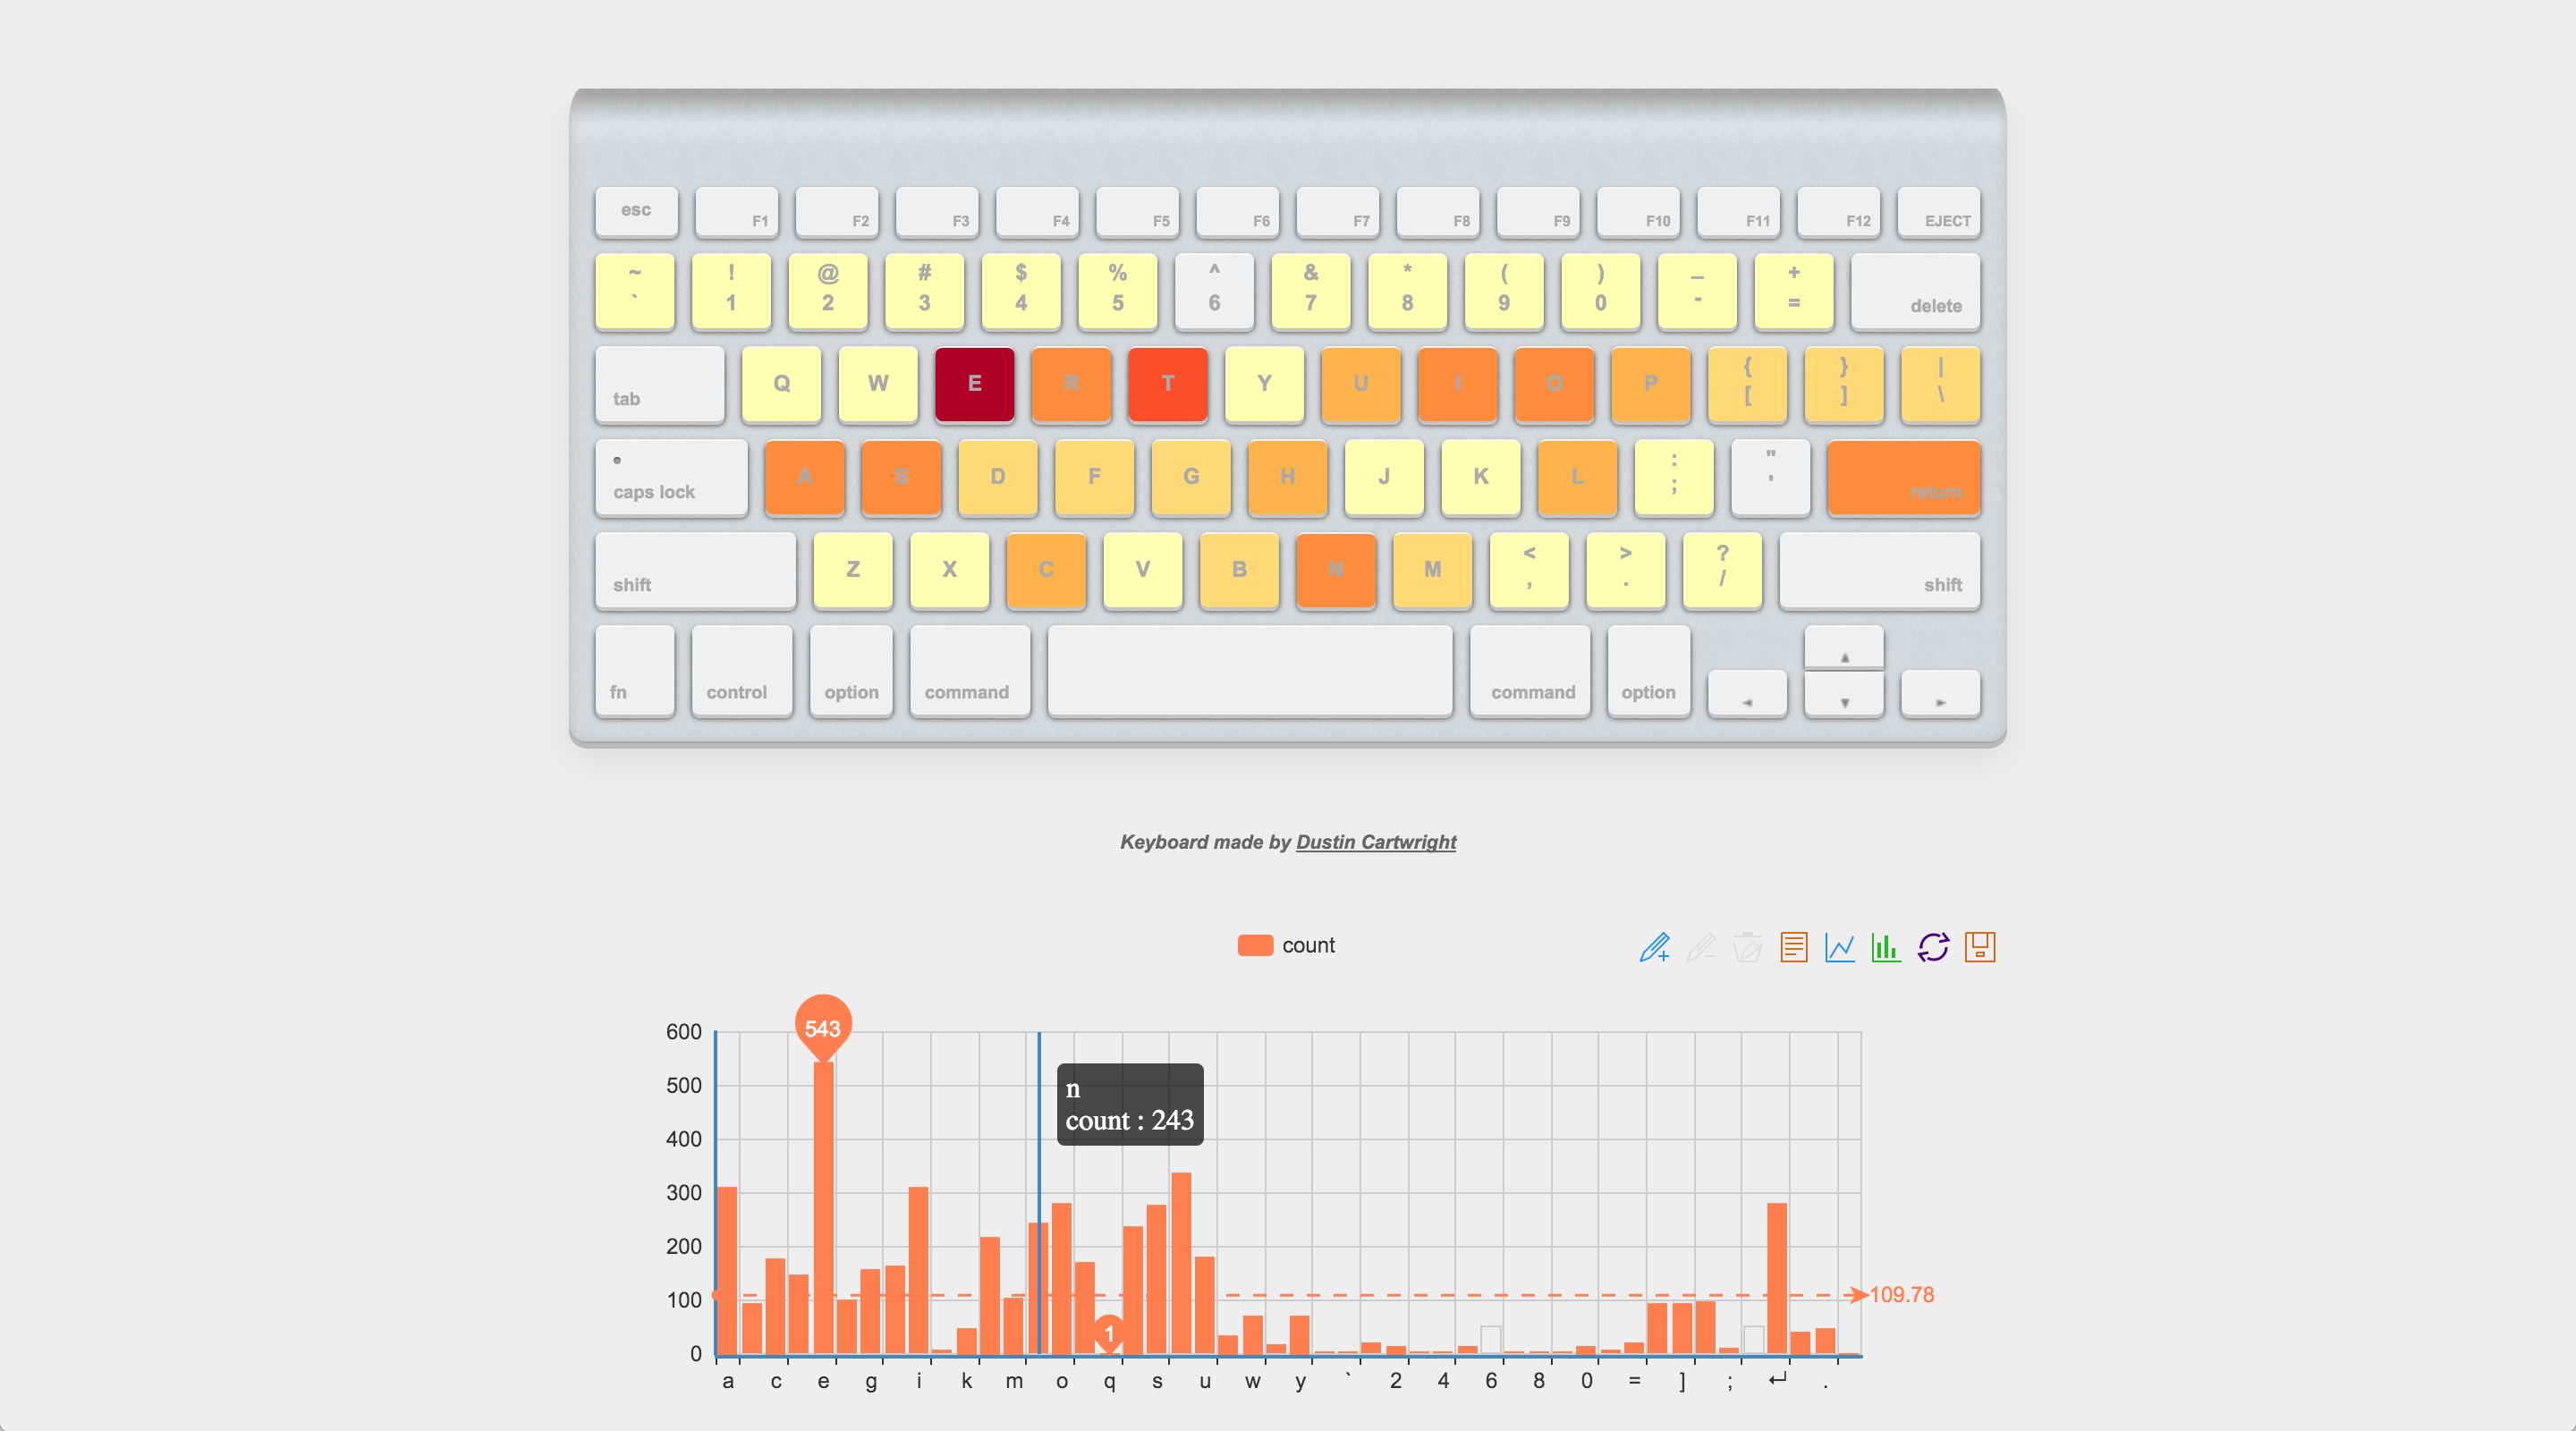 esc F1 F2 F3 F4 F5 F6 F7 F8 F9 F10 F11 F12 EJECT
~ ! @ # $ % ^ & * ( ) _ +
` 1 2 3 4 5 6 7 8 9 0 - = delete
tab Q W E R T Y U I O P { } |
[ ] \
caps lock A S D F G H J K L : "
; ' return
shift Z X C V B N M < > ?
, . / shift
fn control option command command option ◄ ▲ ▼ ►
Keyboard made by Dustin Cartwright
count
543
600
500
400
300
200
100
0
n
count : 243
1
109.78
a c e g i k m o q s u w y ` 2 4 6 8 0 = ] ; ↵ .